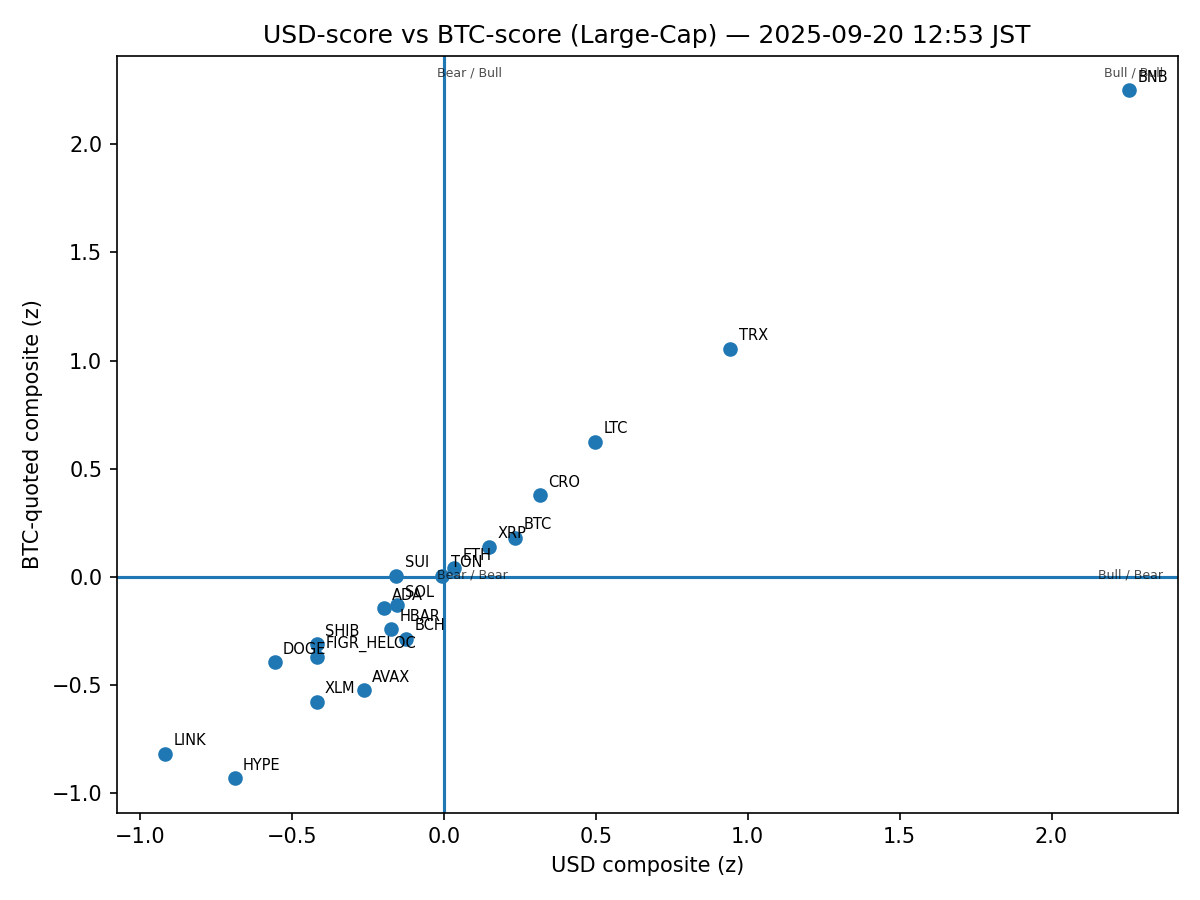 USD-score vs BTC-score (Large-Cap) — 2025-09-20 12:53 JST
Bear / Bull
Bull / Bull
BNB
2.0
1.5
TRX
1.0
LTC
0.5
CRO
BTC
XRP
ETH
TON
SUI
0.0
Bear / Bear
Bull / Bear
SOL
ADA
HBAR
BCH
SHIB
FIGR_HELOC
DOGE
−0.5
AVAX
XLM
LINK
HYPE
−1.0
BTC-quoted composite (z)
−1.0
−0.5
0.0
0.5
1.0
1.5
2.0
USD composite (z)